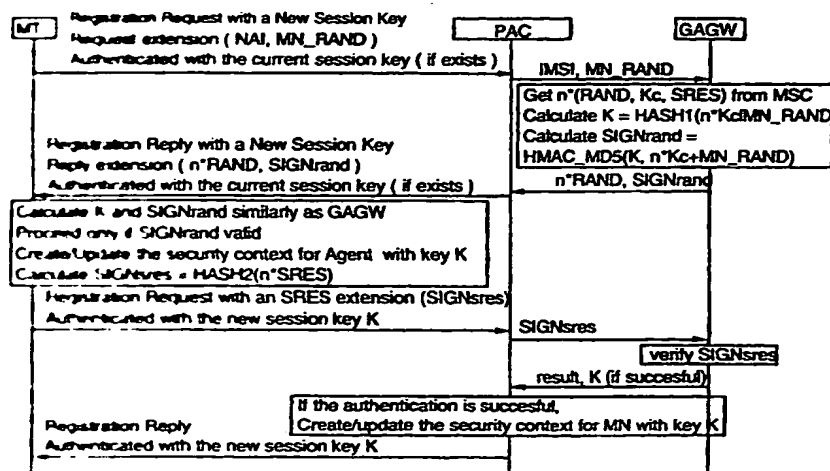 MT
PAC
GAGW
Registration Request with a New Session Key
Request extension ( NAI, MN_RAND )
Authenticated with the current session key ( if exists )
IMSI, MN_RAND
Get n*(RAND, Kc, SRES) from MSC
Calculate K = HASH1(n*Kc|MN_RAND
Calculate SIGNrand =
HMAC_MD5(K, n*Kc+MN_RAND)
Registration Reply with a New Session Key
Reply extension ( n*RAND, SIGNrand )
Authenticated with the current session key ( if exists )
n*RAND, SIGNrand
Calculate K and SIGNrand similarly as GAGW
Proceed only if SIGNrand valid
Create/Update the security context for Agent with key K
Calculate SIGNsres = HASH2(n*SRES)
Registration Request with an SRES extension (SIGNsres)
Authenticated with the new session key K
SIGNsres
verify SIGNsres
result, K (if succesful)
If the authentication is succesful,
Create/update the security context for MN with key K
Registration Reply
Authenticated with the new session key K